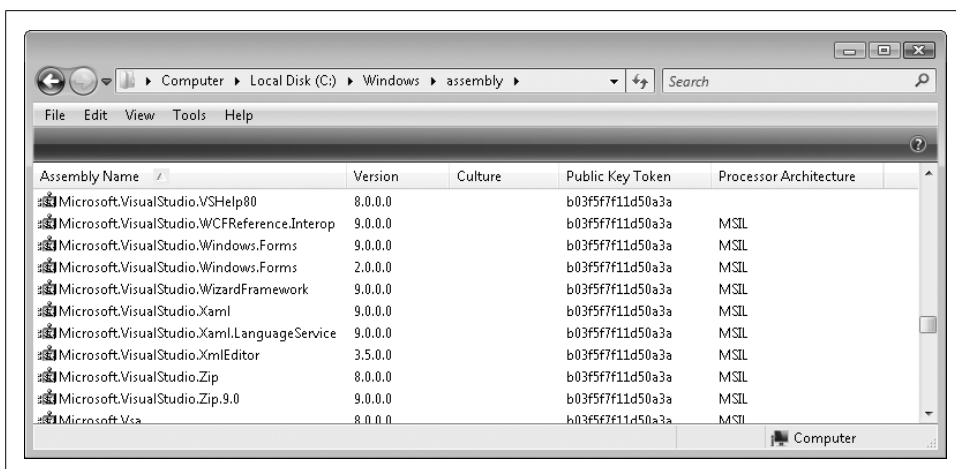 Computer Local Disk (C:) Windows assembly Search
File Edit View Tools Help
Assembly Name Version Culture Public Key Token Processor Architecture
Microsoft.VisualStudio.VSHelp80 8.0.0.0 b03f5f7f11d50a3a
Microsoft.VisualStudio.WCFReference.Interop 9.0.0.0 b03f5f7f11d50a3a MSIL
Microsoft.VisualStudio.Windows.Forms 9.0.0.0 b03f5f7f11d50a3a MSIL
Microsoft.VisualStudio.Windows.Forms 2.0.0.0 b03f5f7f11d50a3a MSIL
Microsoft.VisualStudio.WizardFramework 9.0.0.0 b03f5f7f11d50a3a MSIL
Microsoft.VisualStudio.Xaml 9.0.0.0 b03f5f7f11d50a3a MSIL
Microsoft.VisualStudio.Xaml.LanguageService 9.0.0.0 b03f5f7f11d50a3a MSIL
Microsoft.VisualStudio.XmlEditor 3.5.0.0 b03f5f7f11d50a3a MSIL
Microsoft.VisualStudio.Zip 8.0.0.0 b03f5f7f11d50a3a MSIL
Microsoft.VisualStudio.Zip.9.0 9.0.0.0 b03f5f7f11d50a3a MSIL
Microsoft.Vsa 8.0.0.0 b03f5f7f11d50a3a MSIL
Computer